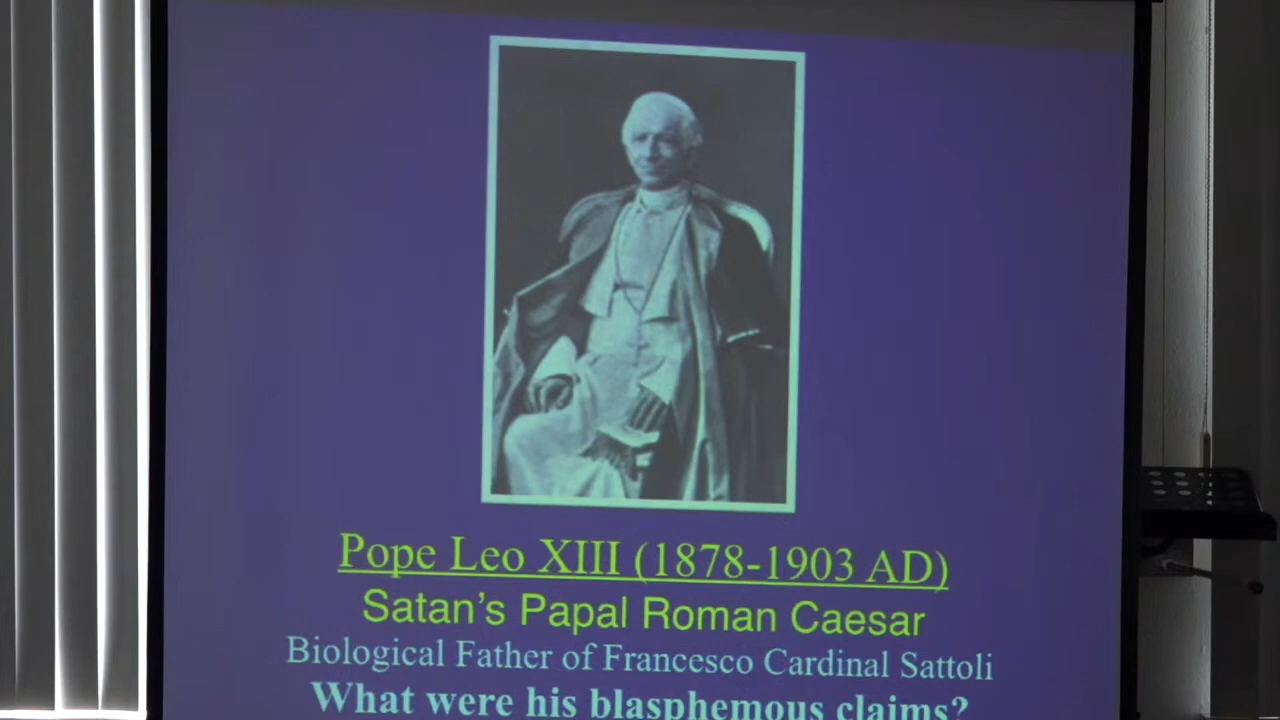 Pope Leo XIII (1878-1903 AD)
Satan's Papal Roman Caesar
Biological Father of Francesco Cardinal Sattoli
What were his blasphemous claims?